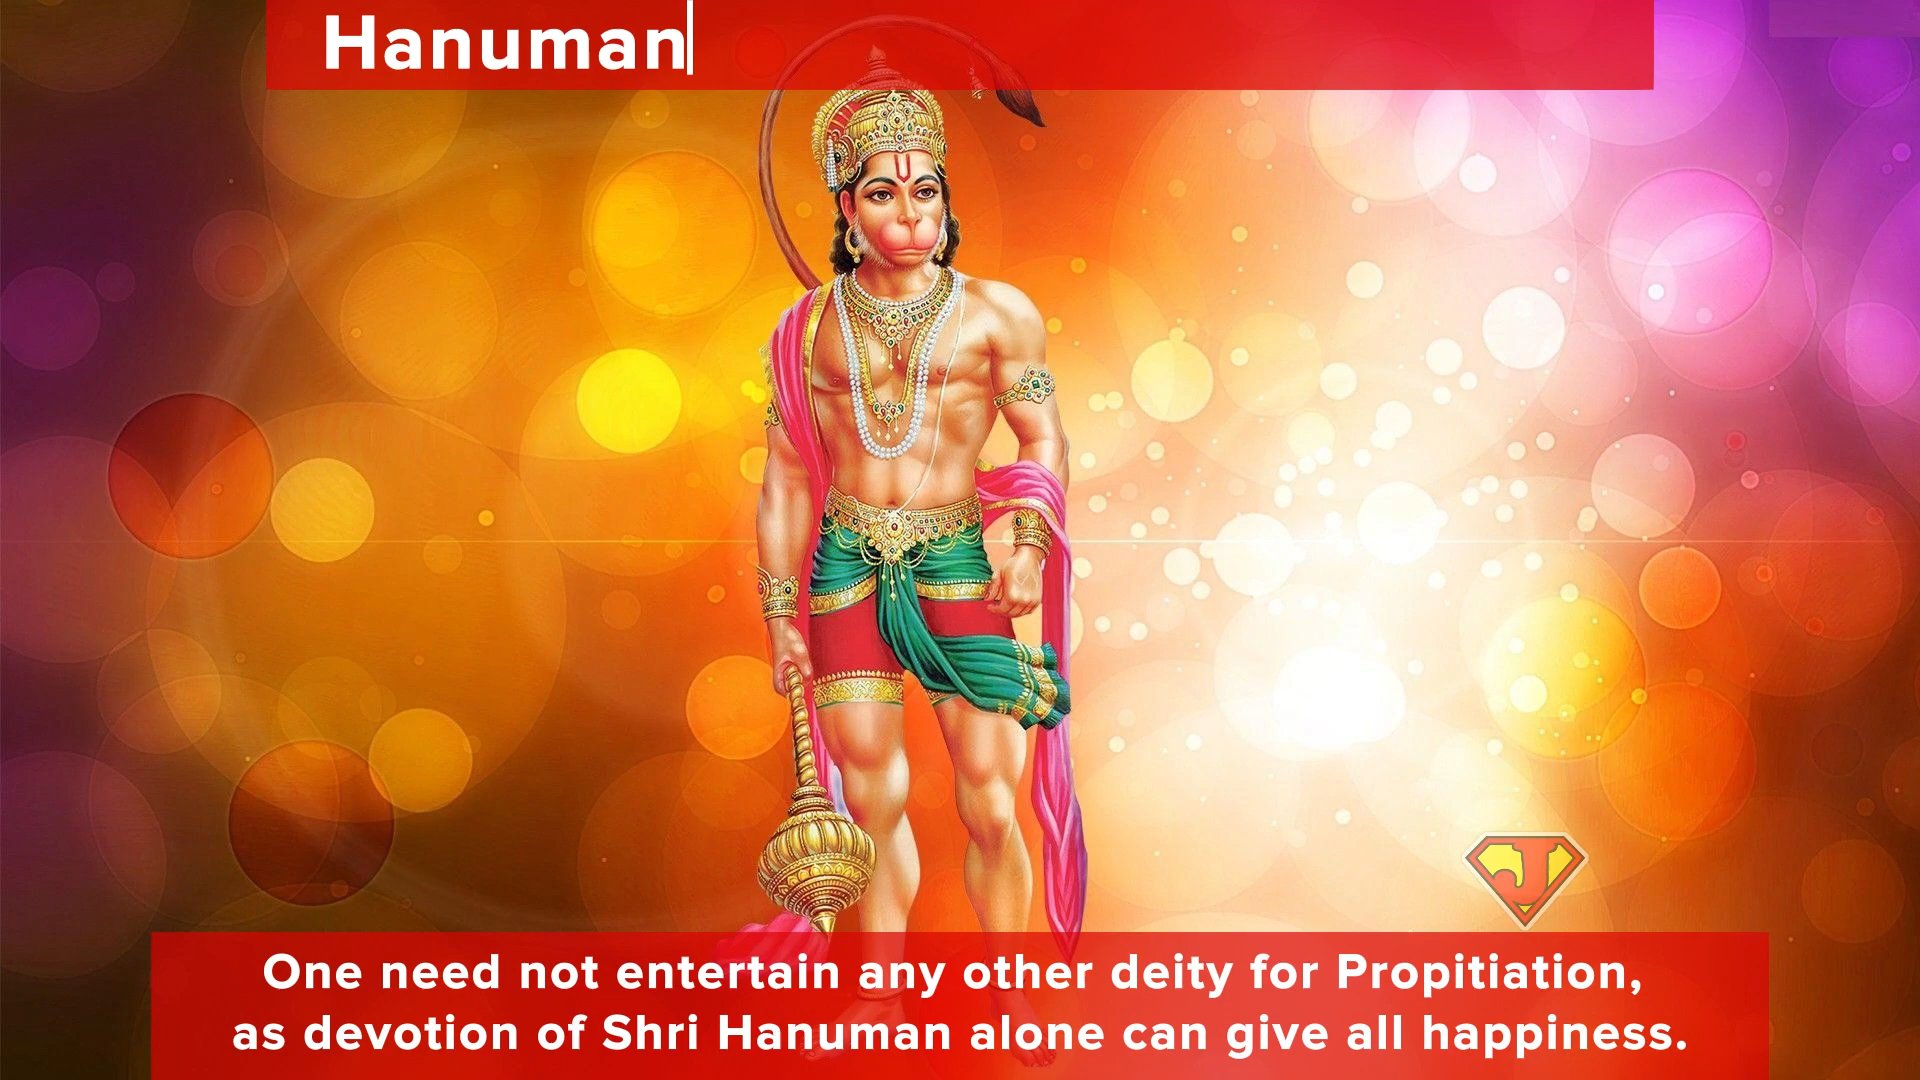 Hanuman
J
One need not entertain any other deity for Propitiation,
as devotion of Shri Hanuman alone can give all happiness.